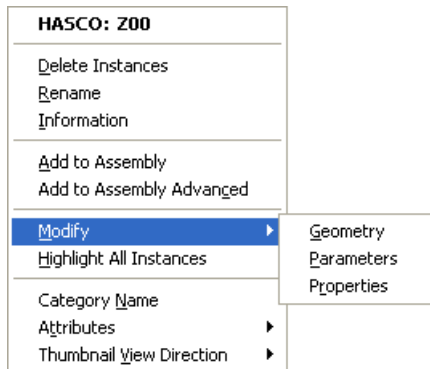 HASCO: Z00
Delete Instances
Rename
Information
Add to Assembly
Add to Assembly Advanced
Modify
Highlight All Instances
Category Name
Attributes
Thumbnail View Direction
Geometry
Parameters
Properties